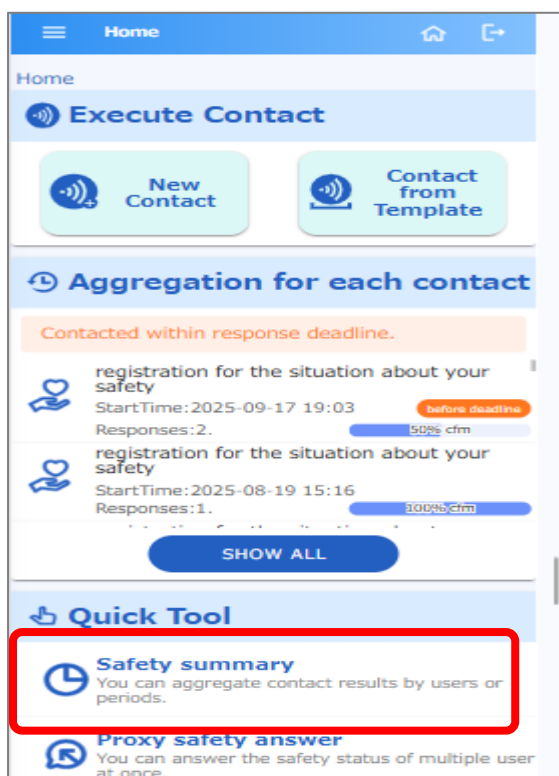 Home
Home
Execute Contact
New
Contact
Contact
from
Template
Aggregation for each contact
Contacted within response deadline.
registration for the situation about your
safety
StartTime:2025-09-17 19:03
before deadline
Responses:2.
50% cfm
registration for the situation about your
safety
StartTime:2025-08-19 15:16
Responses:1.
100% cfm
SHOW ALL
Quick Tool
Safety summary
You can aggregate contact results by users or
periods.
Proxy safety answer
You can answer the safety status of multiple user
at once